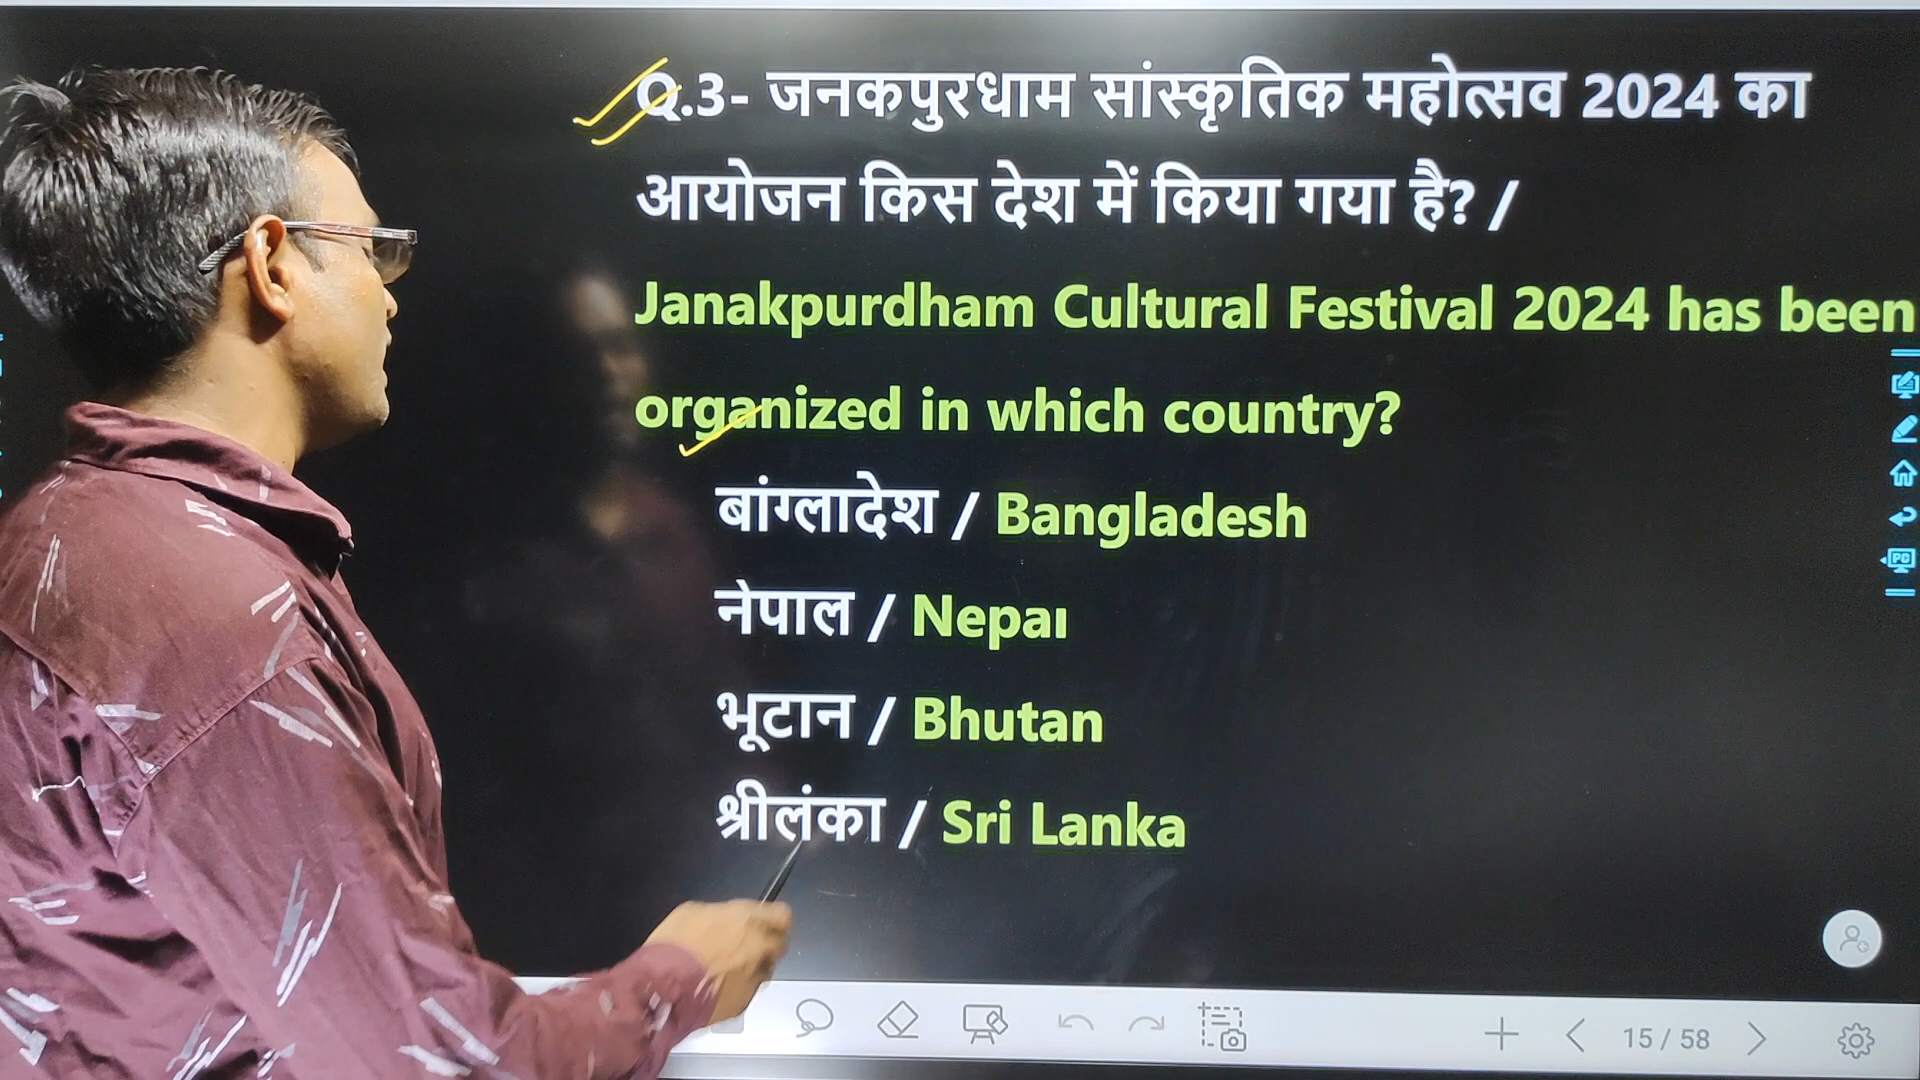 Q.3- जनकपुरधाम सांस्कृतिक महोत्सव 2024 का
आयोजन किस देश में किया गया है? /
Janakpurdham Cultural Festival 2024 has been
organized in which country?
बांग्लादेश / Bangladesh
नेपाल / Nepal
भूटान / Bhutan
श्रीलंका / Sri Lanka
PC
15 / 58